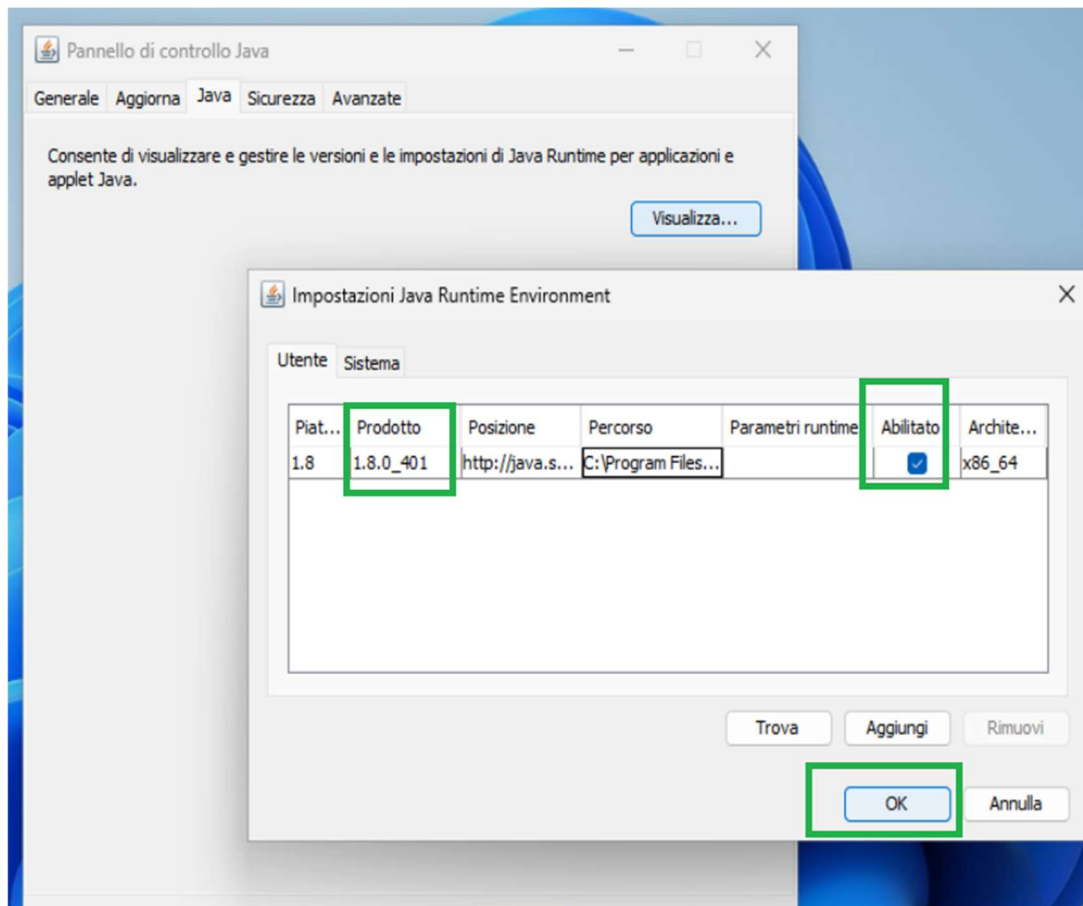 Pannello di controllo Java
Generale Aggiorna Java Sicurezza Avanzate
Consente di visualizzare e gestire le versioni e le impostazioni di Java Runtime per applicazioni e
applet Java.
Visualizza...
Impostazioni Java Runtime Environment
Utente Sistema
Piat... Prodotto Posizione Percorso Parametri runtime Abilitato Archite...
1.8 1.8.0_401 http://java.s... C:\Program Files... x86_64
Trova Aggiungi Rimuovi
OK Annulla